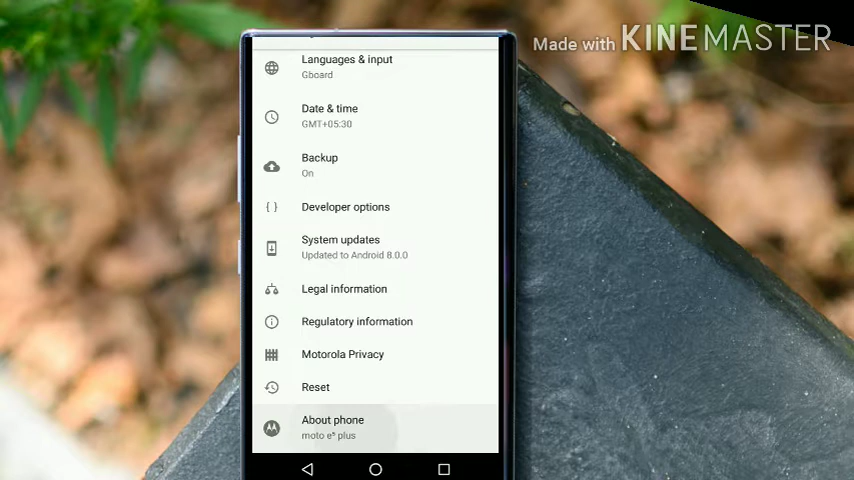 Made with KINEMASTER
Languages & input
Gboard
Date & time
GMT+05:30
Backup
On
Developer options
System updates
Updated to Android 8.0.0
Legal information
Regulatory information
Motorola Privacy
Reset
About phone
moto e⁵ plus